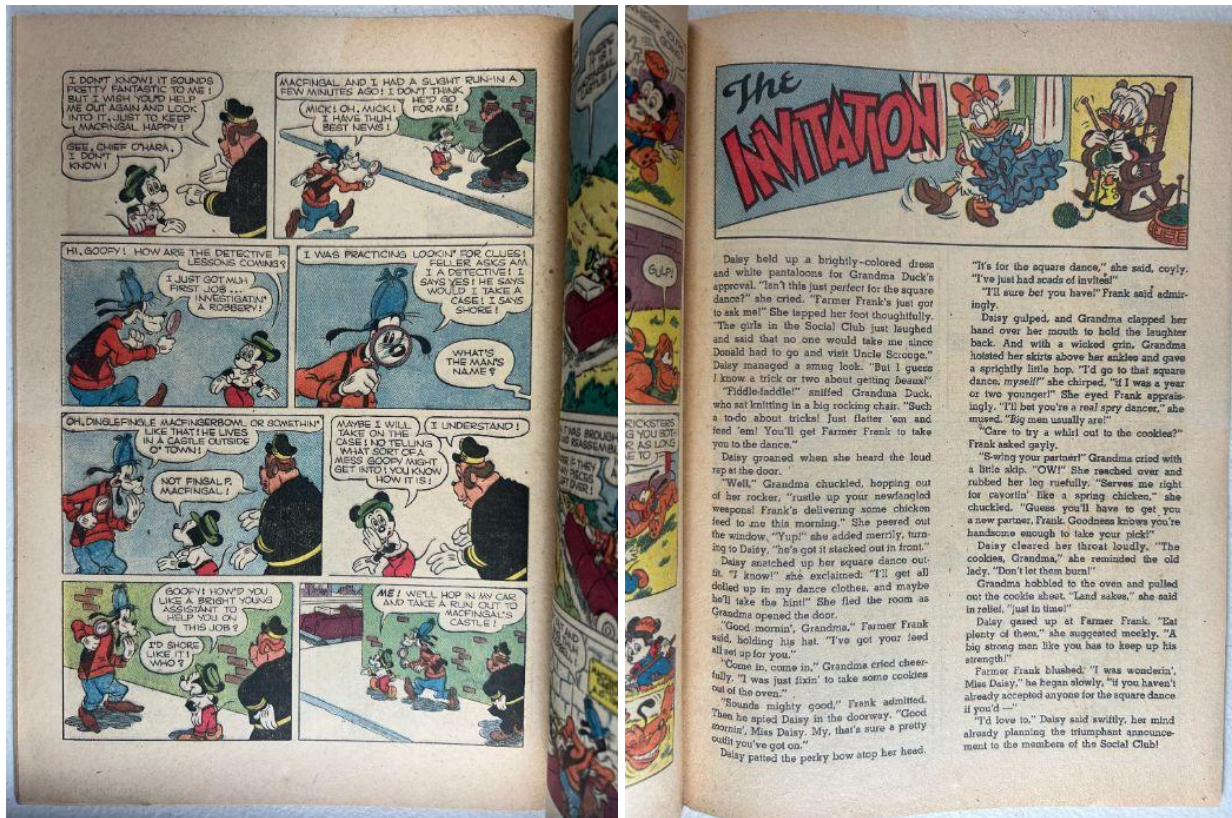 I DON'T KNOW! IT SOUNDS
PRETTY FANTASTIC TO ME!
BUT I WISH YOU'D HELP
ME OUT AGAIN AND LOOK
INTO IT, JUST TO KEEP
MACFINGAL HAPPY!
GEE, CHIEF O'HARA,
I DON'T
KNOW!
MACFINGAL AND I HAD A SLIGHT RUN-IN A
FEW MINUTES AGO! I DON'T THINK
HE'D GO
FOR ME!
MICK! OH, MICK!
I HAVE THUH
BEST NEWS!
HI, GOOFY! HOW ARE THE DETECTIVE
LESSONS COMING?
I JUST GOT MUH
FIRST JOB...
INVESTIGATIN'
A ROBBERY!
I WAS PRACTICING LOOKIN' FOR CLUES!
FELLER ASKS AM
I A DETECTIVE! I
SAYS YES! HE SAYS
WOULD I TAKE A
CASE! I SAYS
SHORE!
WHAT'S
THE MAN'S
NAME?
OH, DINGLEFINGLE MACFINGERBOWL OR SOMETHIN'
LIKE THAT! HE LIVES
IN A CASTLE OUTSIDE
O' TOWN!
NOT FINGAL P.
MACFINGAL!
MAYBE I WILL
TAKE ON THE
CASE! NO TELLING
WHAT SORT OF A
MESS GOOFY MIGHT
GET INTO! YOU KNOW
HOW IT IS!
I UNDERSTAND!
GOOFY! HOW'D YOU
LIKE A BRIGHT YOUNG
ASSISTANT TO
HELP YOU ON
THIS JOB?
I'D SHORE
LIKE IT!
WHO?
ME! WE'LL HOP IN MY CAR
AND TAKE A RUN OUT TO
MACFINGAL'S
CASTLE!
GULP!
The
INVITATION
Daisy held up a brightly-colored dress
and white pantaloons for Grandma Duck's
approval. "Isn't this just perfect for the square
dance?" she cried. "Farmer Frank's just got
to ask me!" She tapped her foot thoughtfully.
"The girls in the Social Club just laughed
and said that no one would take me since
Donald had to go and visit Uncle Scrooge."
Daisy managed a smug look. "But I guess
I know a trick or two about getting beaux!"
"Fiddle-faddle!" sniffed Grandma Duck,
who sat knitting in a big rocking chair. "Such
a to-do about tricks! Just flatter 'em and
feed 'em! You'll get Farmer Frank to take
you to the dance."
Daisy groaned when she heard the loud
rap at the door.
"Well," Grandma chuckled, hopping out
of her rocker, "rustle up your newfangled
weapons! Frank's delivering some chicken
feed to me this morning." She peered out
the window. "Yup!" she added merrily, turn-
ing to Daisy, "he's got it stacked out in front."
Daisy snatched up her square dance out-
fit. "I know!" she exclaimed: "I'll get all
dolled up in my dance clothes, and maybe
he'll take the hint!" She fled the room as
Grandma opened the door.
"Good mornin', Grandma," Farmer Frank
said, holding his hat. "I've got your feed
all set up for you."
"Come in, come in," Grandma cried cheer-
fully. "I was just fixin' to take some cookies
out of the oven."
"Sounds mighty good," Frank admitted.
Then he spied Daisy in the doorway. "Good
mornin', Miss Daisy. My, that's sure a pretty
outfit you've got on."
Daisy patted the perky bow atop her head.
"It's for the square dance," she said, coyly.
"I've just had scads of invites!"
"I'll sure bet you have!" Frank said admir-
ingly.
Daisy gulped, and Grandma clapped her
hand over her mouth to hold the laughter
back. And with a wicked grin, Grandma
hoisted her skirts above her ankles and gave
a sprightly little hop. "I'd go to that square
dance, myself!" she chirped, "if I was a year
or two younger!" She eyed Frank apprais-
ingly. "I'll bet you're a real spry dancer," she
mused. "Big men usually are!"
"Care to try a whirl out to the cookies?"
Frank asked gayly.
"S-wing your partner!" Grandma cried with
a little skip. "OW!" She reached over and
rubbed her leg ruefully. "Serves me right
for cavortin' like a spring chicken," she
chuckled. "Guess you'll have to get you
a new partner, Frank. Goodness knows you're
handsome enough to take your pick!"
Daisy cleared her throat loudly. "The
cookies, Grandma," she reminded the old
lady. "Don't let them burn!"
Grandma hobbled to the oven and pulled
out the cookie sheet. "Land sakes," she said
in relief, "just in time!"
Daisy gazed up at Farmer Frank. "Eat
plenty of them," she suggested meekly. "A
big strong man like you has to keep up his
strength!"
Farmer Frank blushed. "I was wonderin',
Miss Daisy," he began slowly, "if you haven't
already accepted anyone for the square dance
if you'd —"
"I'd love to," Daisy said swiftly, her mind
already planning the triumphant announce-
ment to the members of the Social Club!